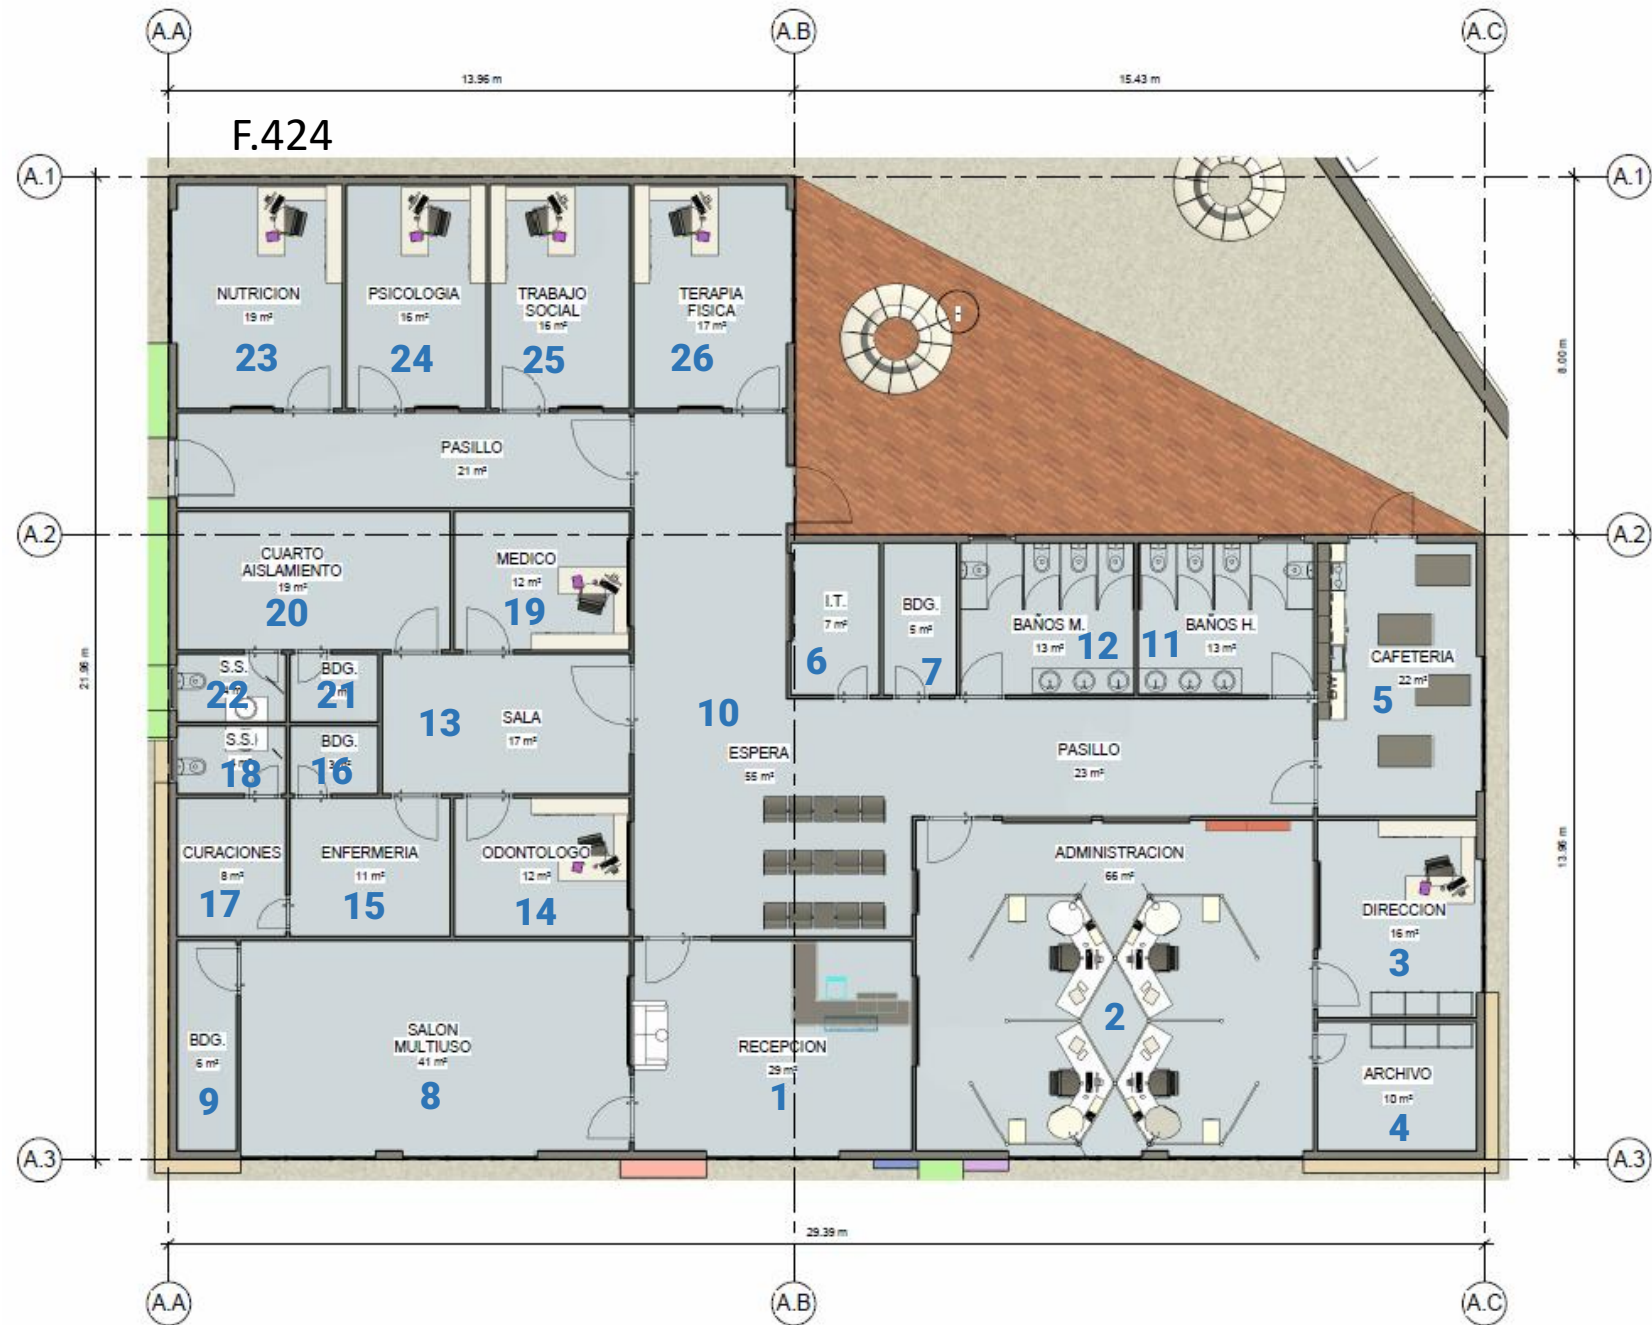 A.A
A.B
A.C
13.96 m
15.43 m
F.424
A.1
A.1
NUTRICION
19 m²
23
PSICOLOGIA
16 m²
24
TRABAJO
SOCIAL
16 m²
25
TERAPIA
FISICA
17 m²
26
8.00 m
PASILLO
21 m²
A.2
A.2
CUARTO
AISLAMIENTO
19 m²
20
MEDICO
12 m²
19
I.T.
7 m²
6
BDG.
5 m²
7
BAÑOS M.
13 m²
12
BAÑOS H.
13 m²
11
CAFETERIA
22 m²
5
21.96 m
S.S.
22
BDG.
21
13
SALA
17 m²
10
ESPERA
55 m²
PASILLO
23 m²
S.S.
18
BDG.
16
13.96 m
CURACIONES
8 m²
17
ENFERMERIA
11 m²
15
ODONTOLOGO
12 m²
14
ADMINISTRACION
66 m²
2
DIRECCION
16 m²
3
BDG.
6 m²
9
SALON
MULTIUSO
41 m²
8
RECEPCION
29 m²
1
ARCHIVO
10 m²
4
A.3
A.3
29.39 m
A.A
A.B
A.C